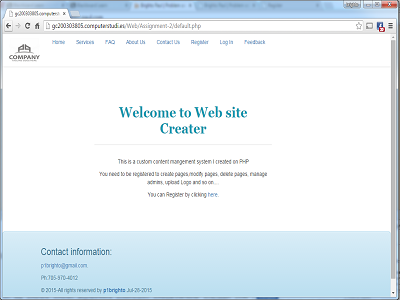 gc200303805.computerstudi...
gc200303805.computerstudi.es/Web/Assignment-2/default.php
Home Services FAQ About Us Contact Us Register Log In Feedback
COMPANY
Welcome to Web site
Creater
This is a custom content mangement system I created on PHP
You need to be registered to create pages,modify pages, delete pages, manage
admins, upload Logo and so on...
You can Register by clicking here.
Contact information:
p1brighto@gmail.com
Ph:705-970-4012
© 2015-All rights reserved by p1brighto Jul-28-2015